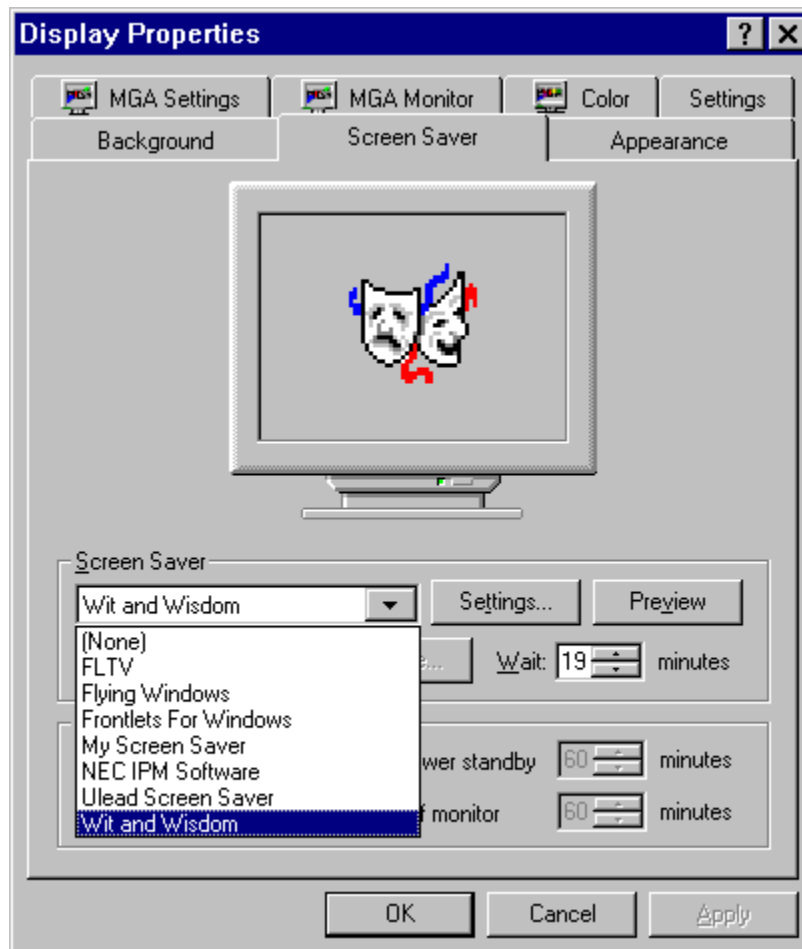 Display Properties
MGA Settings MGA Monitor Color Settings
Background Screen Saver Appearance
Screen Saver
Wit and Wisdom Settings... Preview
(None)
FLTV
Flying Windows
Frontlets For Windows
My Screen Saver
NEC IPM Software
Ulead Screen Saver
Wit and Wisdom
Wait: 19 minutes
wer standby 60 minutes
f monitor 60 minutes
OK Cancel Apply